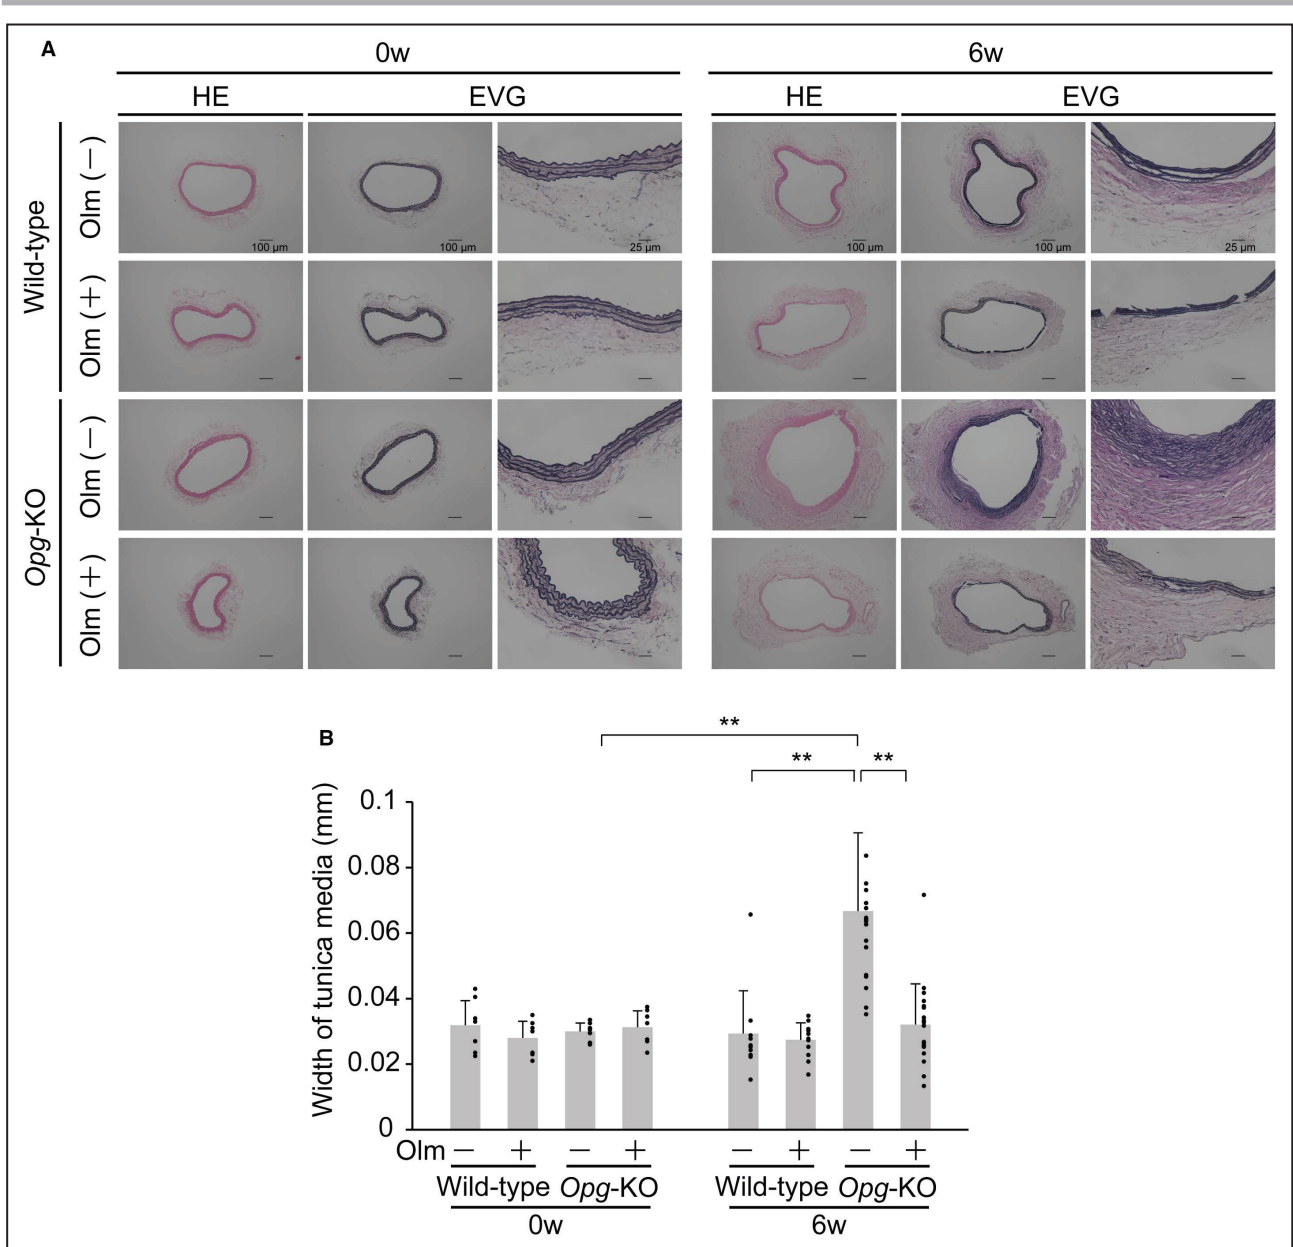 A
0w 6w
HE EVG HE EVG
Wild-type
Olm (−)
100 µm 100 µm 25 µm 100 µm 100 µm 25 µm
Olm (+)
Opg-KO
Olm (−)
Olm (+)
B
**
** **
Width of tunica media (mm)
0.1
0.08
0.06
0.04
0.02
0
Olm − + − + − + − +
Wild-type Opg-KO Wild-type Opg-KO
0w 6w